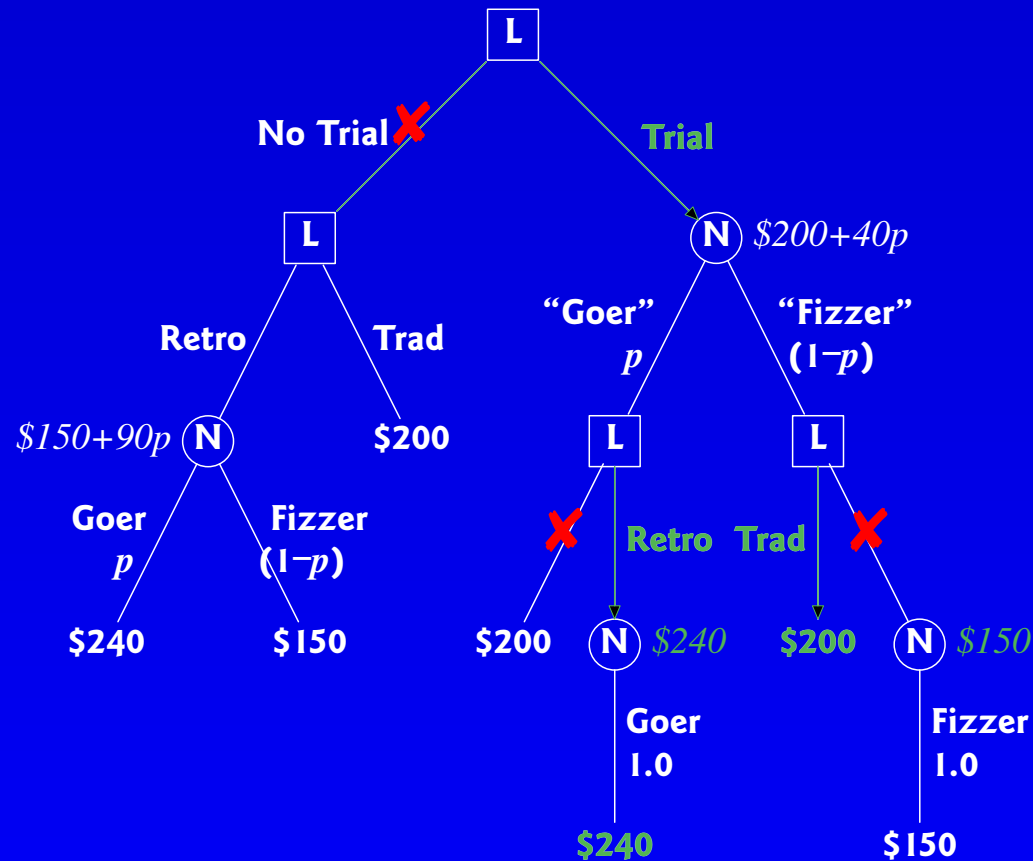 L
No Trial ✘
Trial
L
N $200+40p
Retro
Trad
“Goer”
p
“Fizzer”
(1−p)
$150+90p N
$200
L
L
Goer
p
Fizzer
(1−p)
✘
Retro
Trad
✘
$240
$150
$200
N $240
$200
N $150
Goer
1.0
Fizzer
1.0
$240
$150